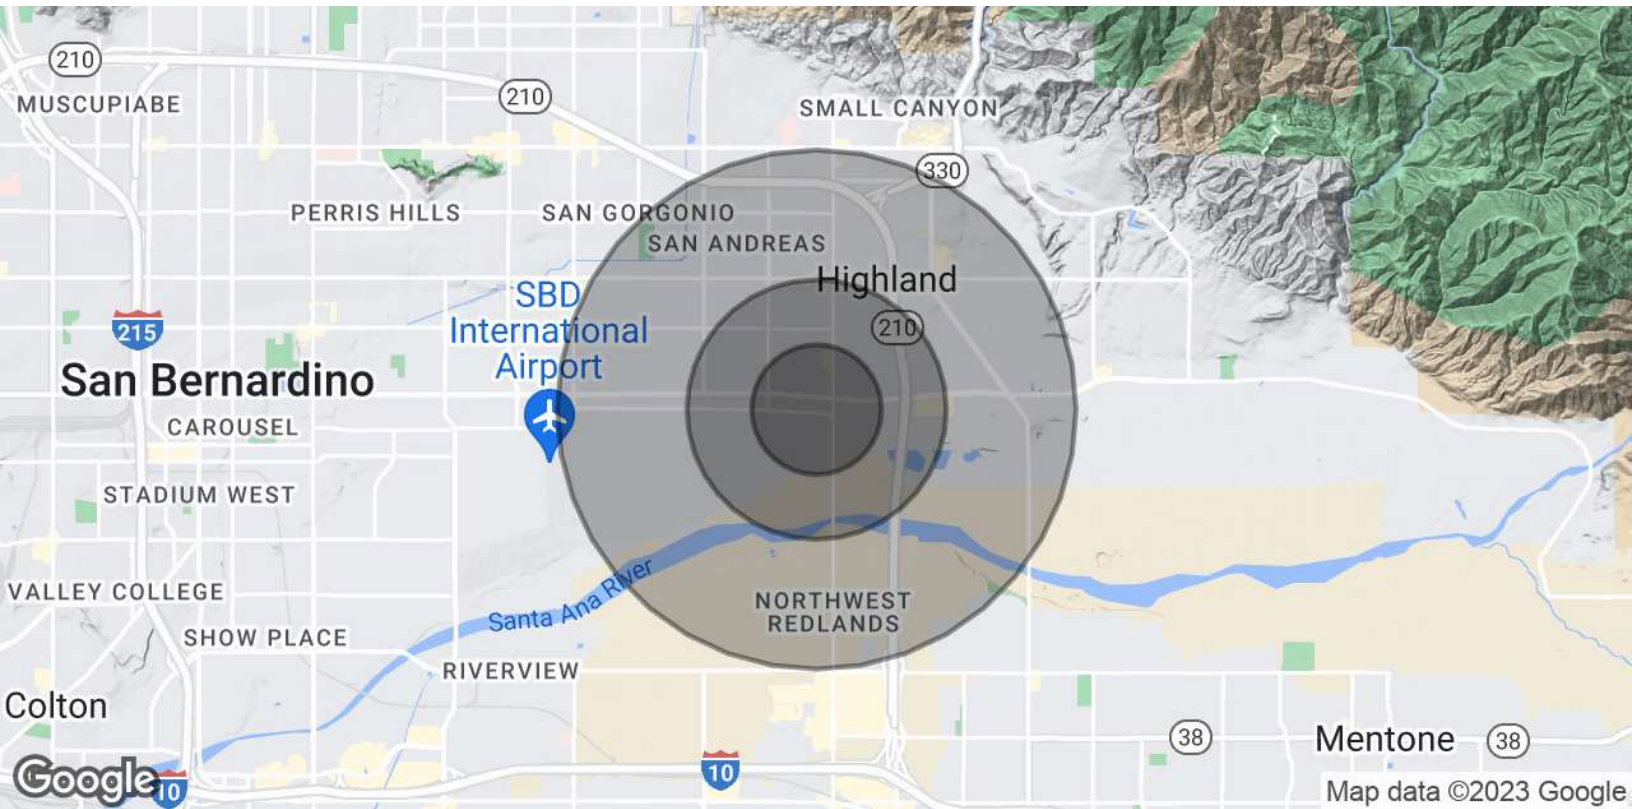 210
MUSCUPIABE
210
SMALL CANYON
330
PERRIS HILLS
SAN GORGONIO
SAN ANDREAS
Highland
SBD
International
Airport
210
215
San Bernardino
CAROUSEL
STADIUM WEST
Santa Ana River
VALLEY COLLEGE
NORTHWEST
REDLANDS
SHOW PLACE
RIVERVIEW
Colton
38
Mentone
38
10
Google
10
Map data ©2023 Google